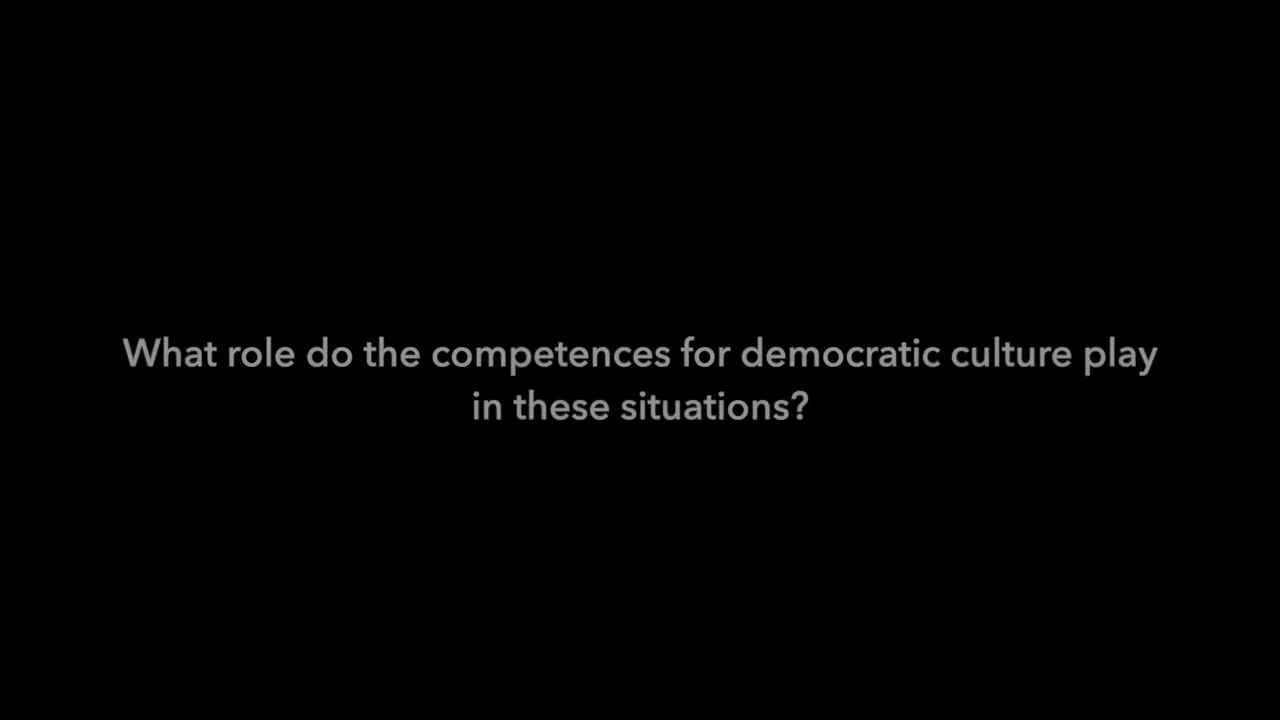 What role do the competences for democratic culture play
in these situations?